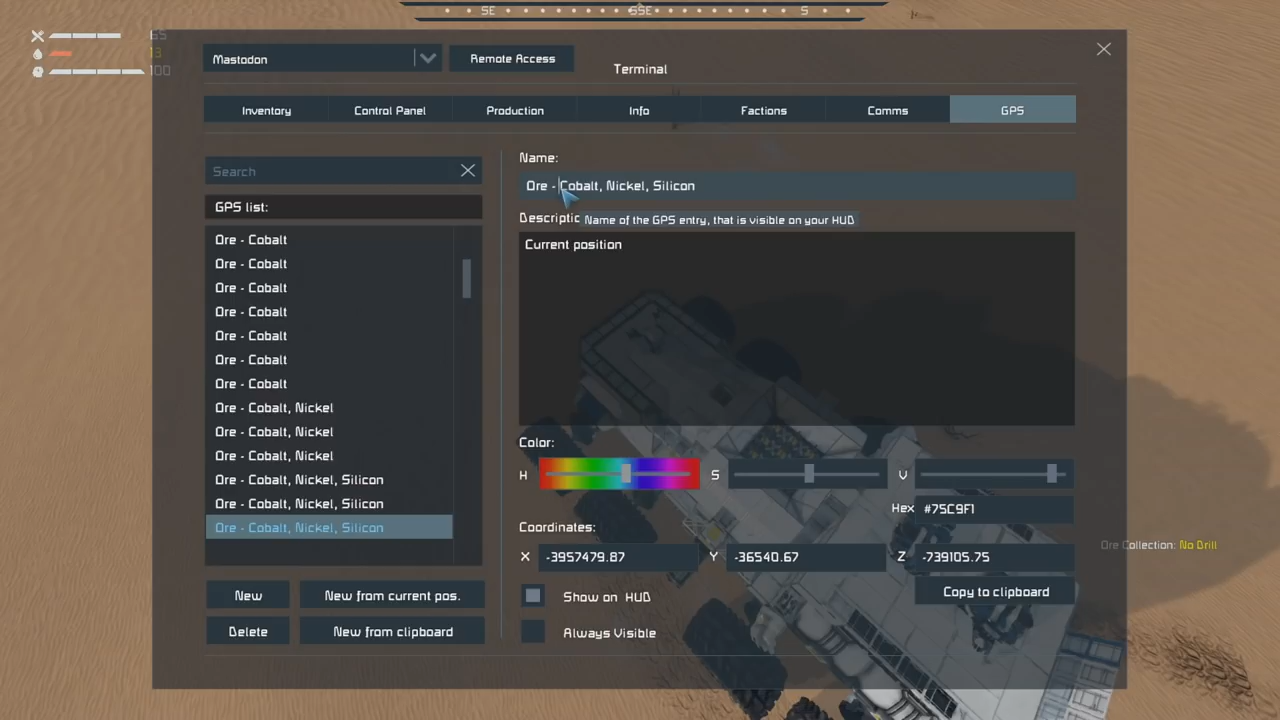 SE SSE S
65
13
100
Mastodon
Remote Access
Terminal
Inventory
Control Panel
Production
Info
Factions
Comms
GPS
Search
GPS list:
Ore - Cobalt
Ore - Cobalt
Ore - Cobalt
Ore - Cobalt
Ore - Cobalt
Ore - Cobalt
Ore - Cobalt
Ore - Cobalt, Nickel
Ore - Cobalt, Nickel
Ore - Cobalt, Nickel
Ore - Cobalt, Nickel, Silicon
Ore - Cobalt, Nickel, Silicon
Ore - Cobalt, Nickel, Silicon
New
New from current pos.
Delete
New from clipboard
Name:
Ore - Cobalt, Nickel, Silicon
Descriptio
Name of the GPS entry, that is visible on your HUD
Current position
Color:
H S V
Hex #75C9F1
Coordinates:
X -3957479.87 Y -36540.67 Z -739105.75
Show on HUD
Copy to clipboard
Always Visible
Ore Collection: No Drill